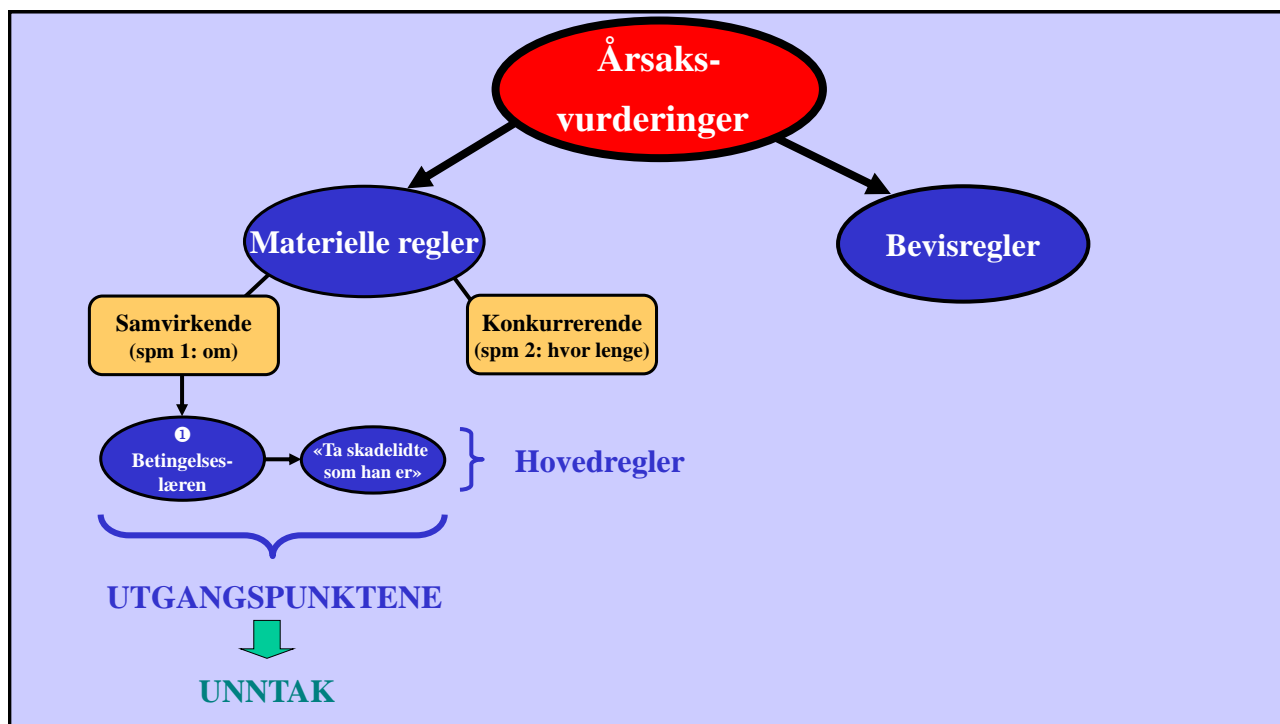 Årsaks-
vurderinger
Materielle regler
Bevisregler
Samvirkende
(spm 1: om)
Konkurrerende
(spm 2: hvor lenge)
❶
Betingelses-
læren
«Ta skadelidte
som han er»
Hovedregler
UTGANGSPUNKTENE
UNNTAK